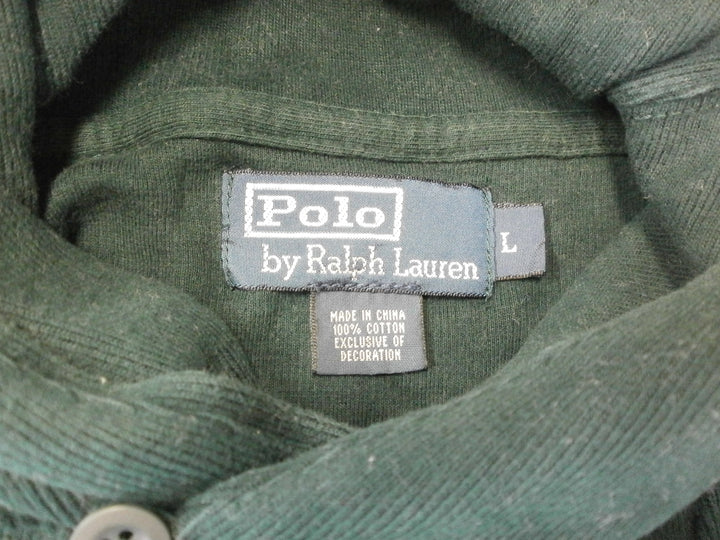 Polo
by Ralph Lauren
L
MADE IN CHINA
100% COTTON
EXCLUSIVE OF
DECORATION